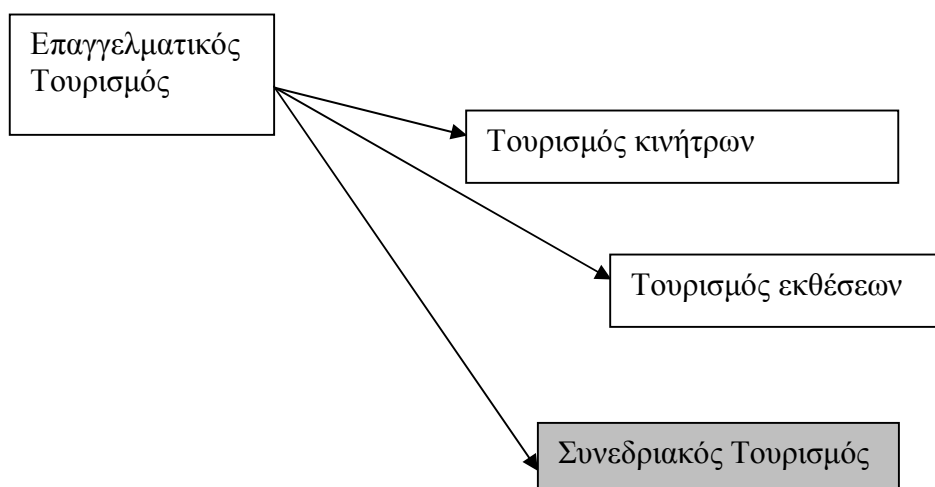 Επαγγελματικός
Τουρισμός
Τουρισμός κινήτρων
Τουρισμός εκθέσεων
Συνεδριακός Τουρισμός